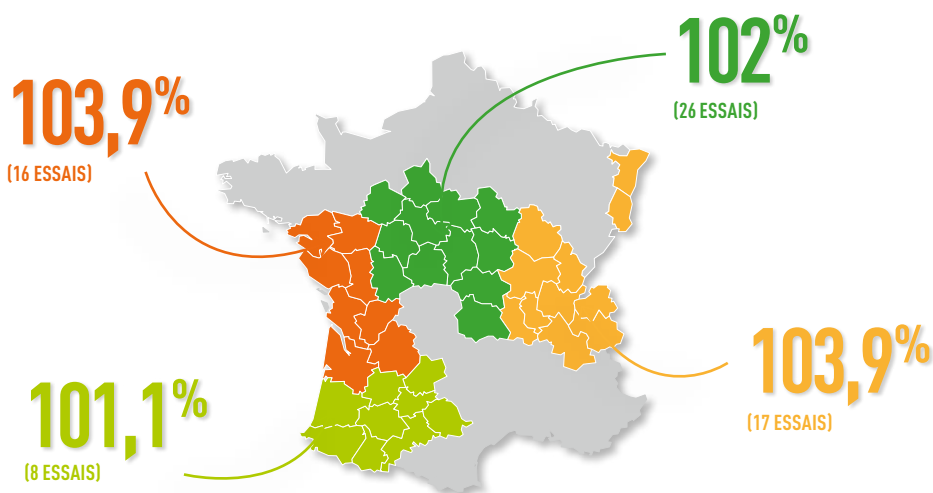 102%
(26 ESSAIS)
103,9%
(16 ESSAIS)
103,9%
(17 ESSAIS)
101,1%
(8 ESSAIS)